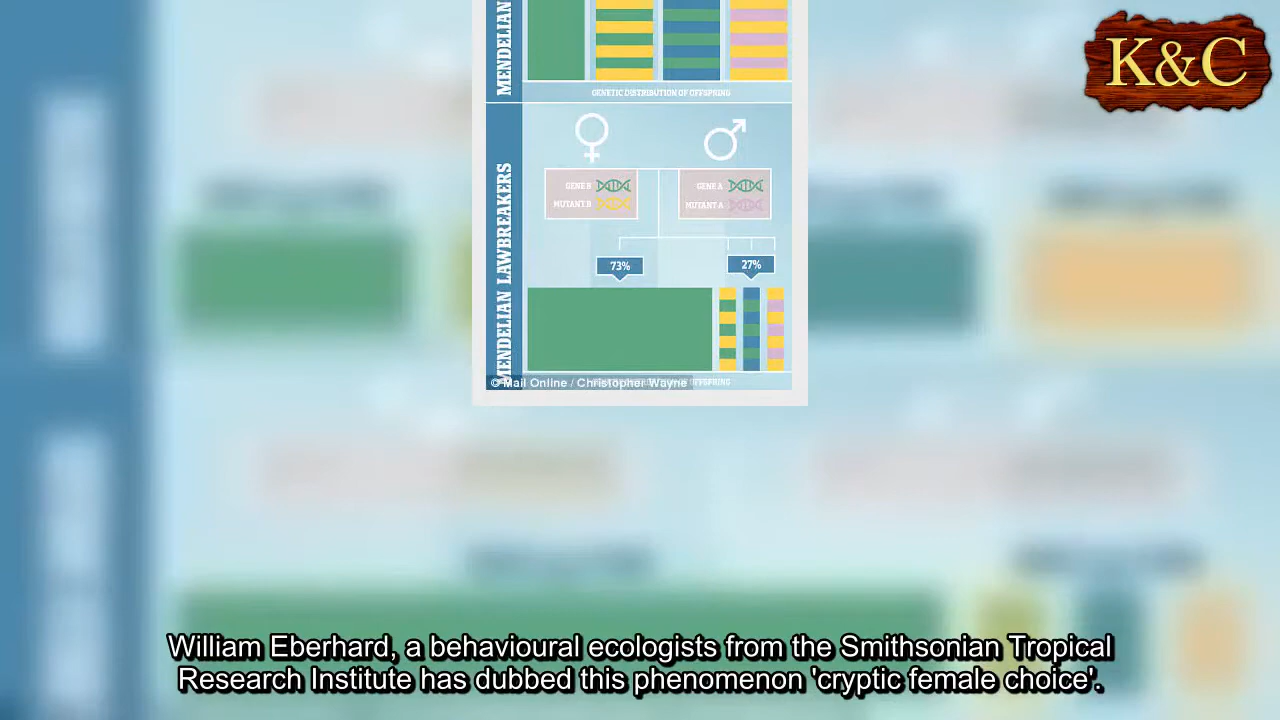 K&C
MENDELIAN
GENETIC DISTRIBUTION OF OFFSPRING
MENDELIAN LAWBREAKERS
GENE B
MUTANT B
GENE A
MUTANT A
73%
27%
© Mail Online / Christopher Wayne
OFFSPRING
William Eberhard, a behavioural ecologists from the Smithsonian Tropical
Research Institute has dubbed this phenomenon 'cryptic female choice'.